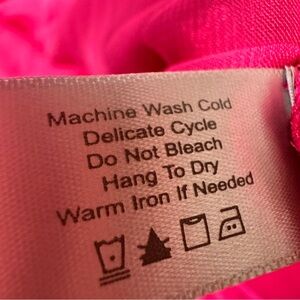 Machine Wash Cold
Delicate Cycle
Do Not Bleach
Hang To Dry
Warm Iron If Needed